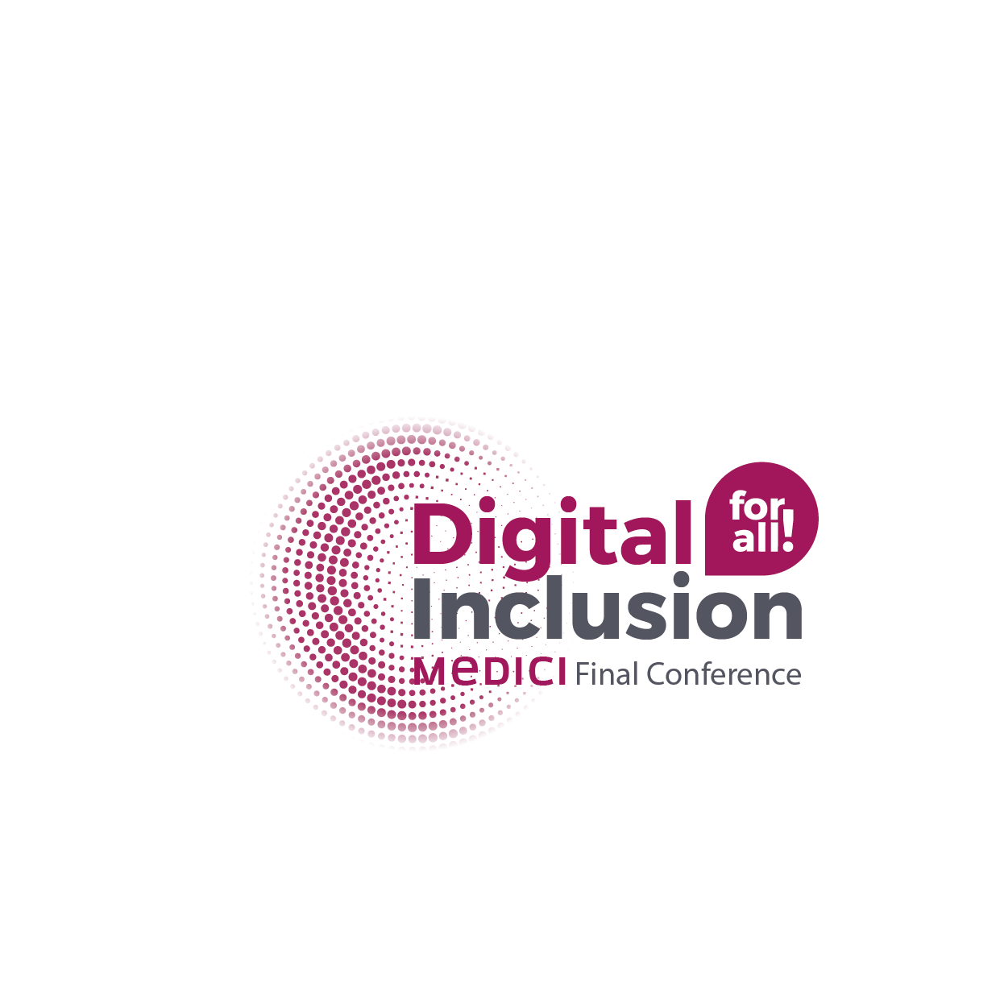 Digital
for
all!
Inclusion
MeDICI Final Conference